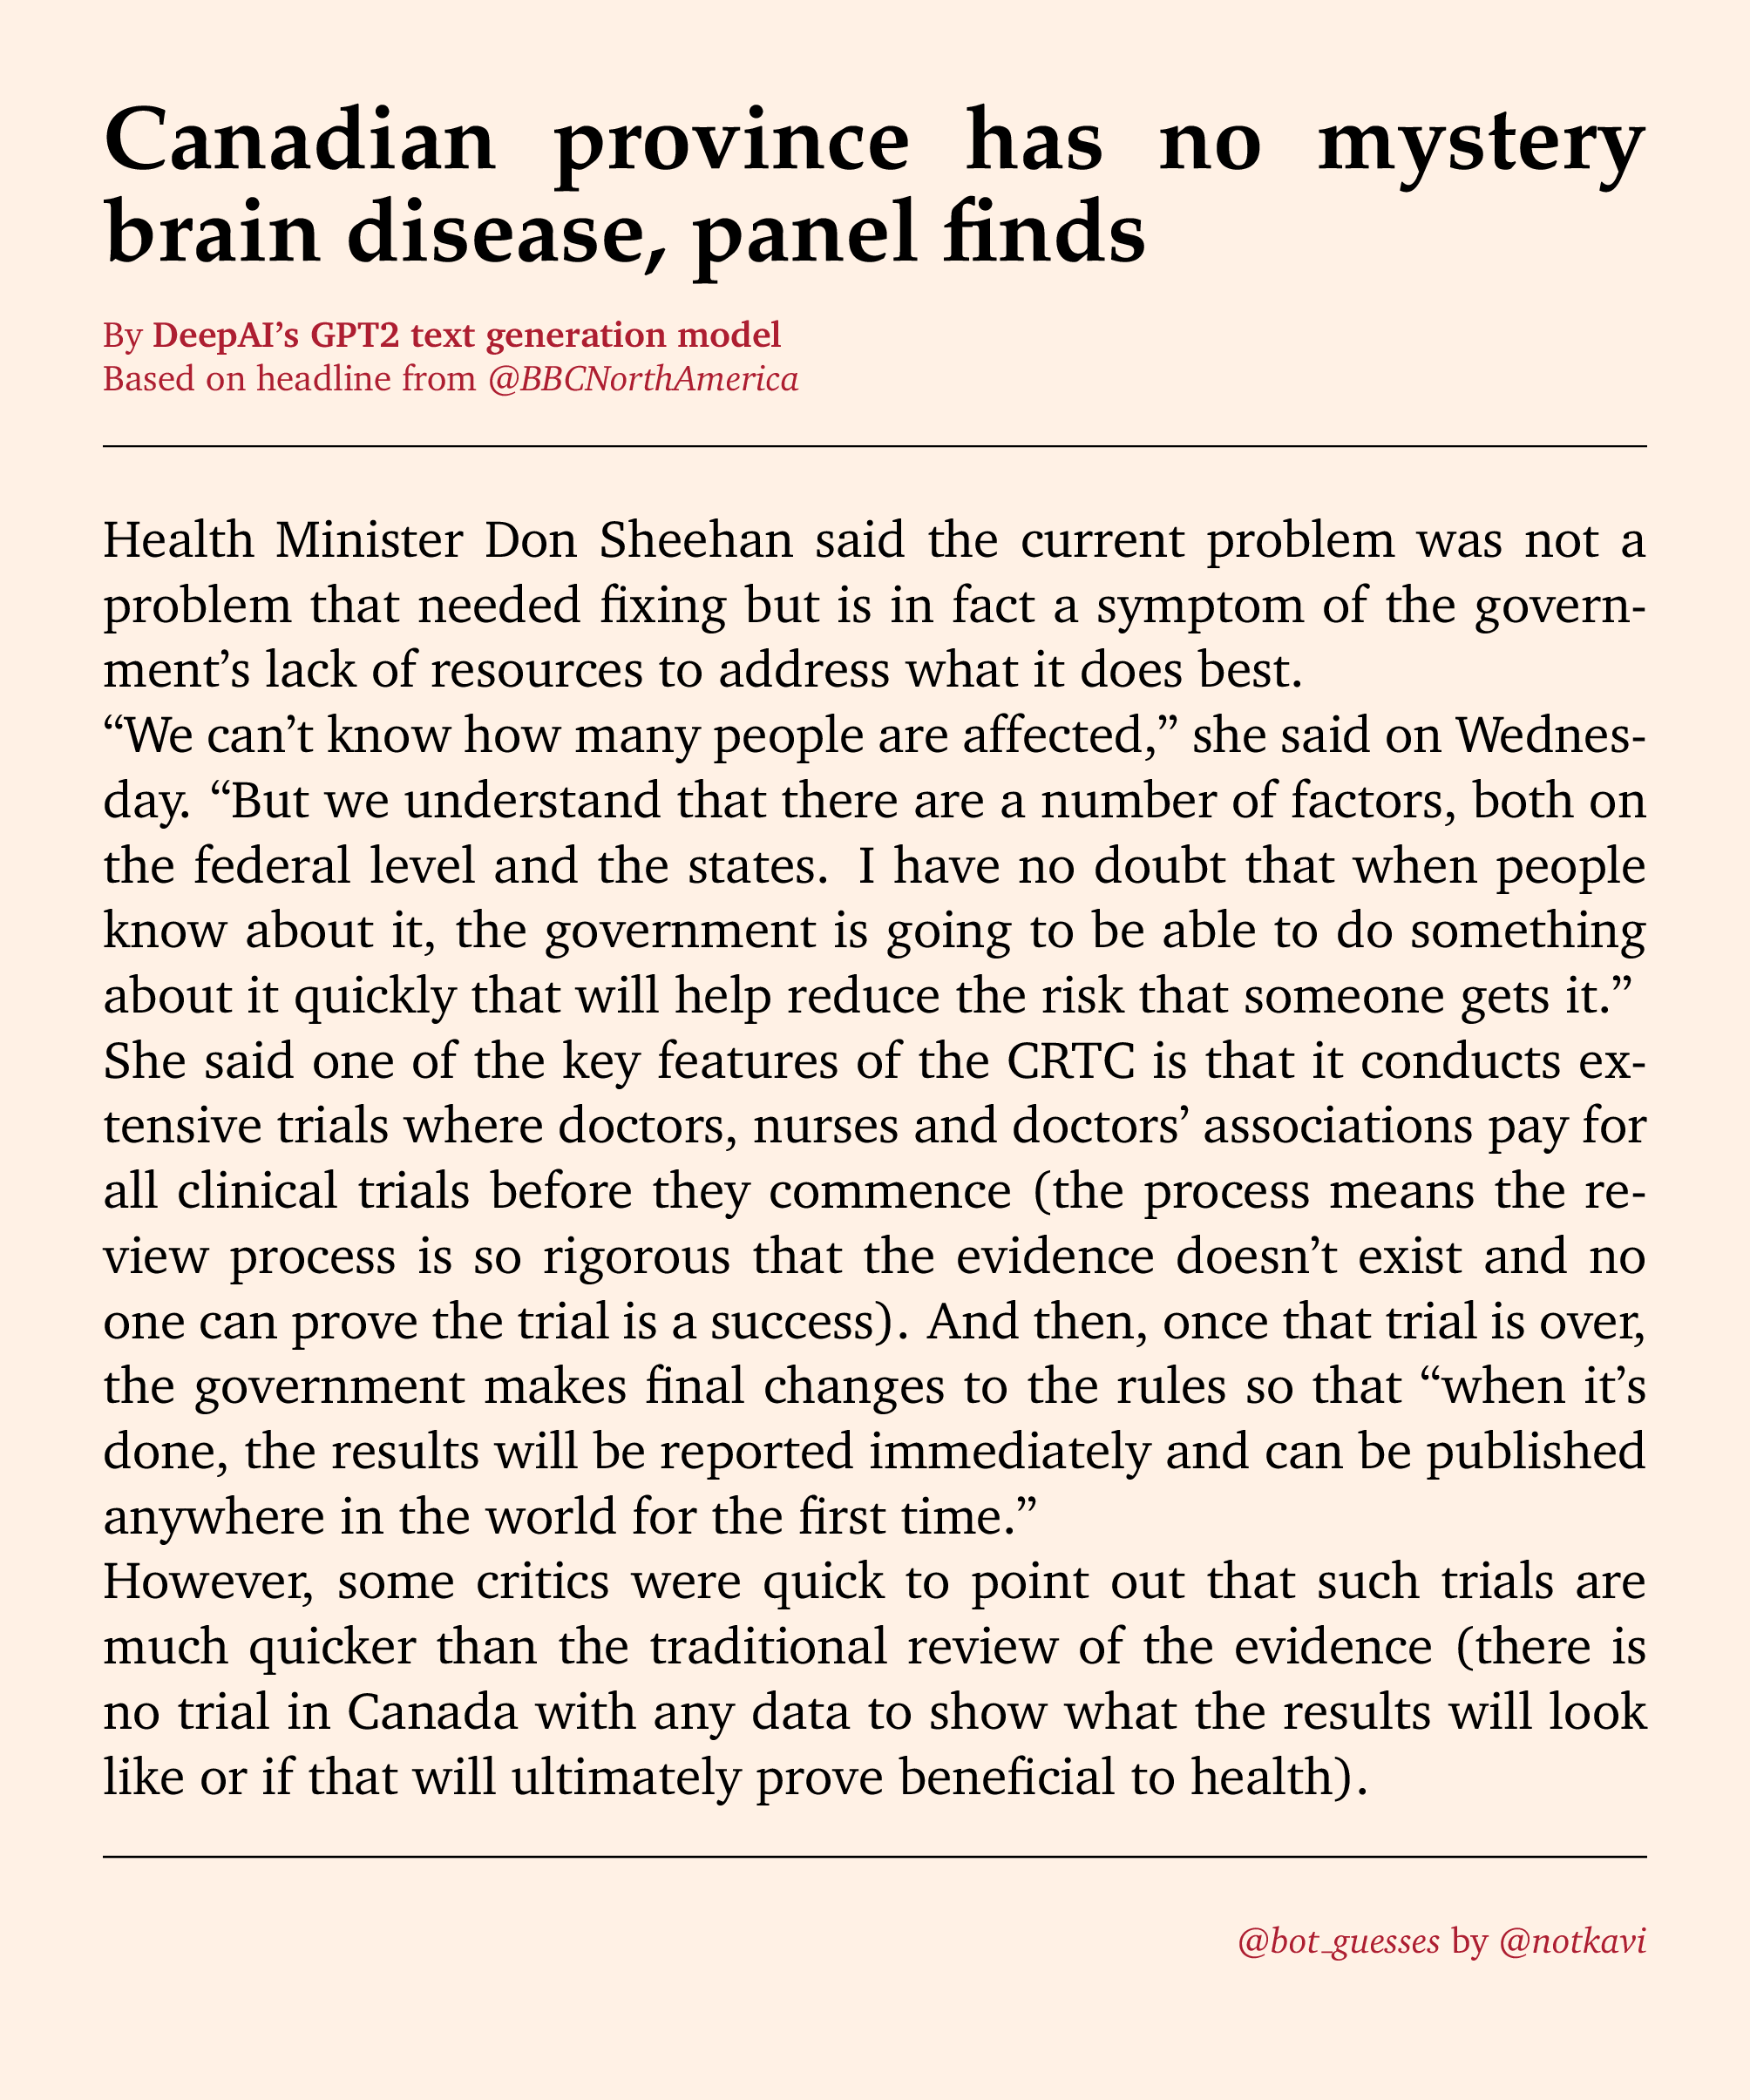 Canadian province has no mystery
brain disease, panel finds
By DeepAI’s GPT2 text generation model
Based on headline from @BBCNorthAmerica
Health Minister Don Sheehan said the current problem was not a
problem that needed fixing but is in fact a symptom of the govern-
ment’s lack of resources to address what it does best.
“We can’t know how many people are affected,” she said on Wednes-
day. “But we understand that there are a number of factors, both on
the federal level and the states. I have no doubt that when people
know about it, the government is going to be able to do something
about it quickly that will help reduce the risk that someone gets it.”
She said one of the key features of the CRTC is that it conducts ex-
tensive trials where doctors, nurses and doctors’ associations pay for
all clinical trials before they commence (the process means the re-
view process is so rigorous that the evidence doesn’t exist and no
one can prove the trial is a success). And then, once that trial is over,
the government makes final changes to the rules so that “when it’s
done, the results will be reported immediately and can be published
anywhere in the world for the first time.”
However, some critics were quick to point out that such trials are
much quicker than the traditional review of the evidence (there is
no trial in Canada with any data to show what the results will look
like or if that will ultimately prove beneficial to health).
@bot_guesses by @notkavi